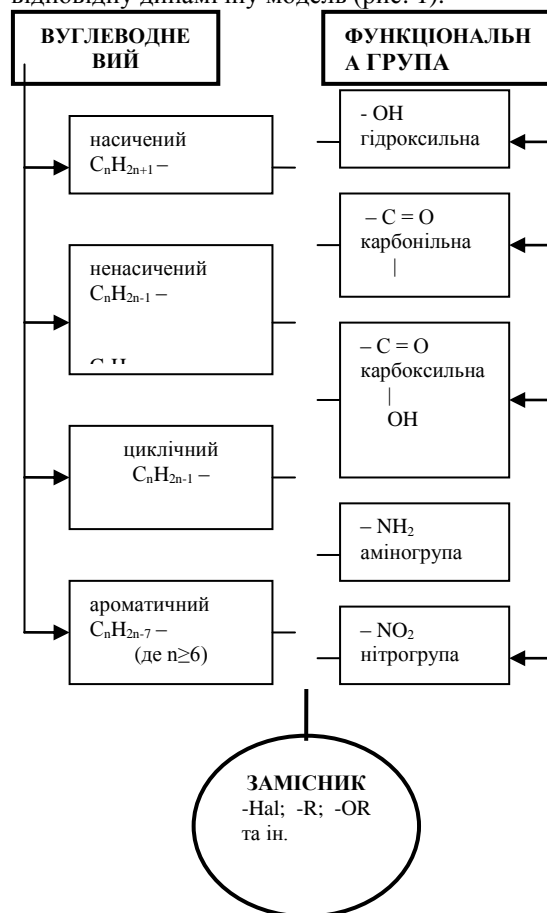 відповідну динамічну модель (рис. 1).
ВУГЛЕВОДНЕ
ВИЙ
насичений
CₙH₂ₙ₊₁ –
ненасичений
CₙH₂ₙ₋₁ –
циклічний
CₙH₂ₙ₋₁ –
ароматичний
CₙH₂ₙ₋₇ –
(де n≥6)
ФУНКЦІОНАЛЬН
А ГРУПА
- OH
гідроксильна
– C = O
карбонільна
|
– C = O
карбоксильна
|
OH
– NH₂
аміногрупа
– NO₂
нітрогрупа
ЗАМІСНИК
-Hal; -R; -OR
та ін.